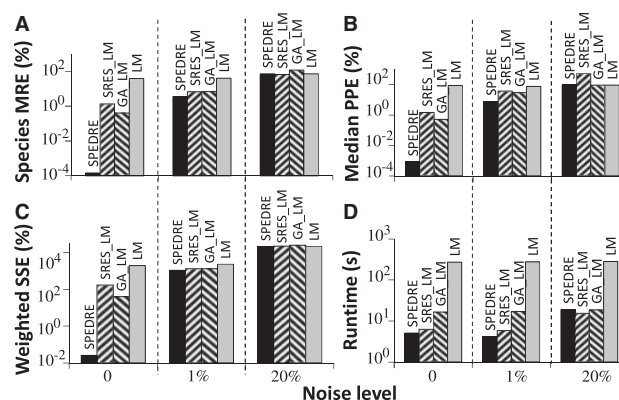 A
Species MRE (%)
10² 10⁰ 10⁻² 10⁻⁴
SPEDRE SRES_LM GA_LM LM
SPEDRE SRES_LM GA_LM LM
SPEDRE SRES_LM GA_LM LM
B
Median PPE (%)
10² 10⁰ 10⁻² 10⁻⁴
SPEDRE SRES_LM GA_LM LM
SPEDRE SRES_LM GA_LM LM
SPEDRE SRES_LM GA_LM LM
C
Weighted SSE (%)
10⁴ 10² 10⁰ 10⁻²
SPEDRE SRES_LM GA_LM LM
SPEDRE SRES_LM GA_LM LM
SPEDRE SRES_LM GA_LM LM
0 1% 20%
D
Runtime (s)
10³ 10² 10¹ 10⁰
SPEDRE SRES_LM GA_LM LM
SPEDRE SRES_LM GA_LM LM
SPEDRE SRES_LM GA_LM LM
0 1% 20%
Noise level